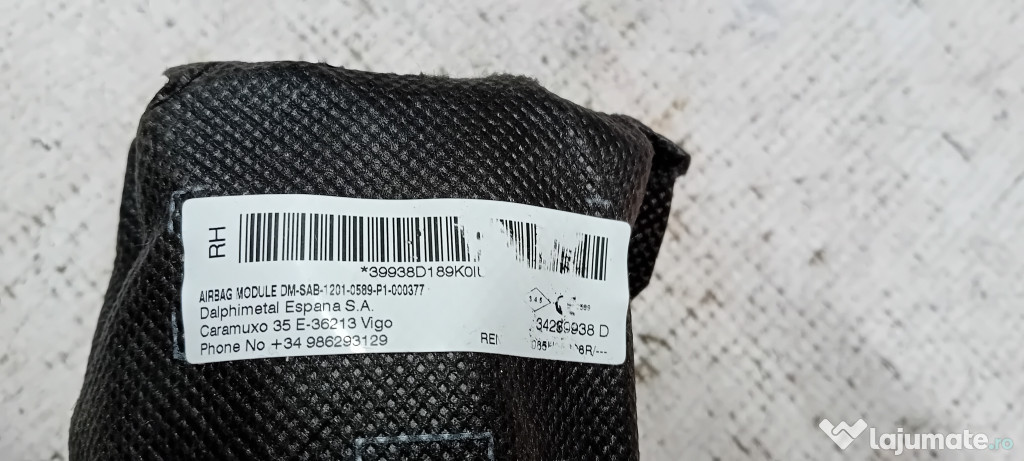 RH
*39938D189K0
AIRBAG MODULE DM-SAB-1201-0589-P1-000377
Dalphimetal Espana S.A.
Caramuxo 35 E-36213 Vigo
Phone No +34 986293129
34289938 D
lajumate.ro